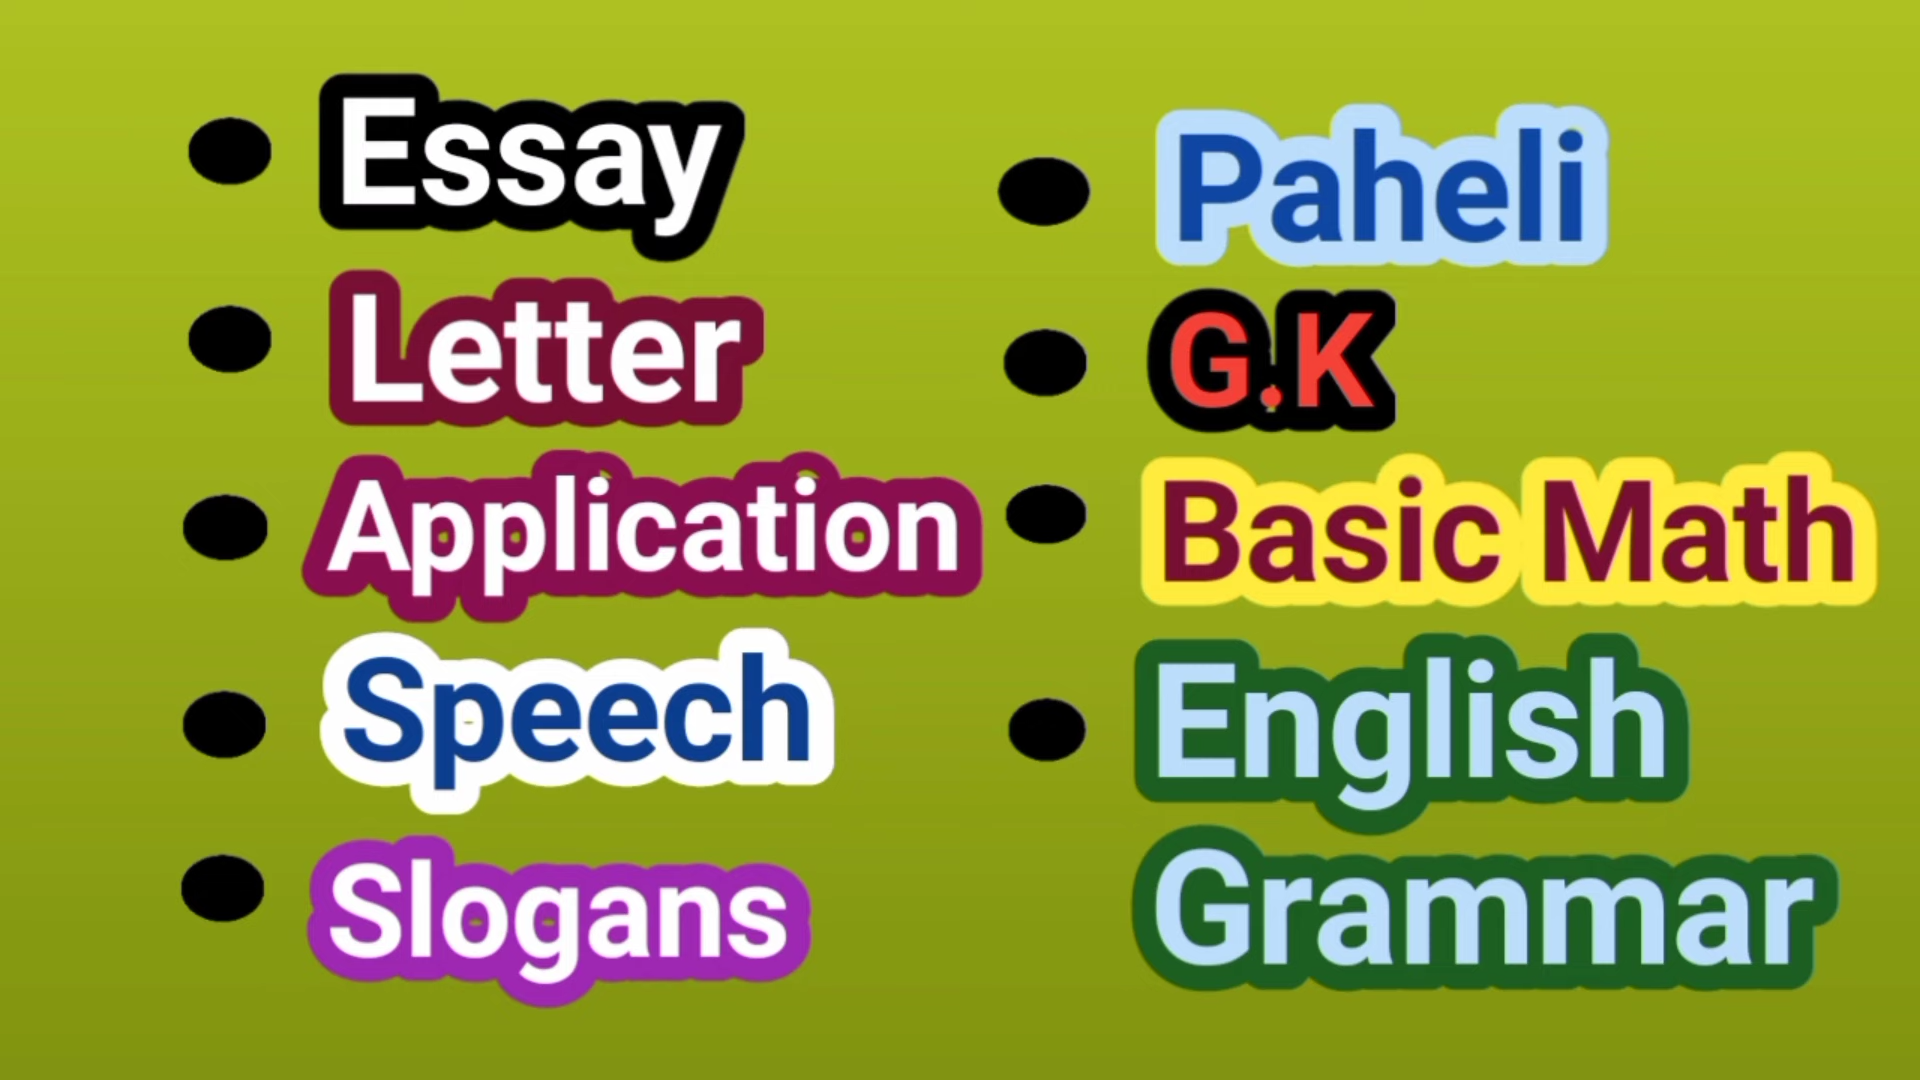 Essay
Letter
Application
Speech
Slogans
Paheli
G.K
Basic Math
English
Grammar